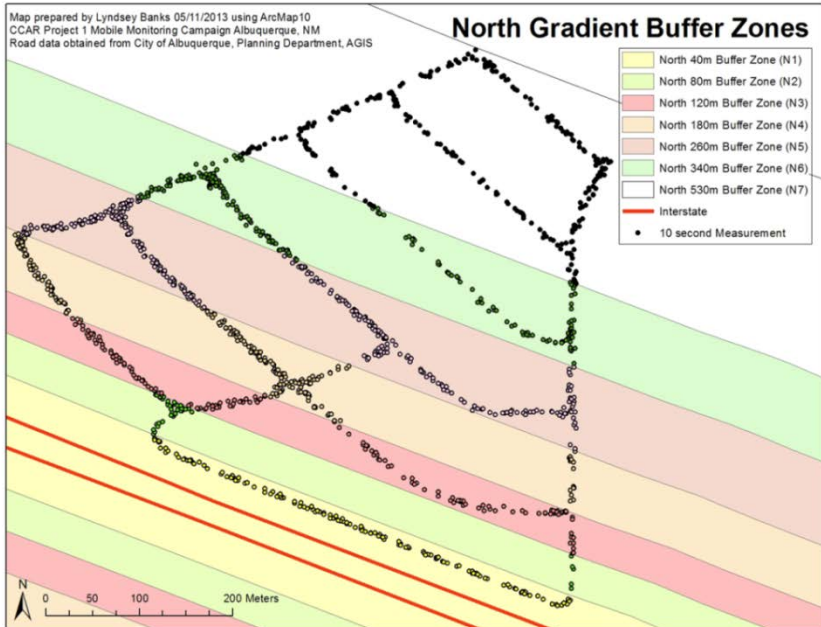 Map prepared by Lyndsey Banks 05/11/2013 using ArcMap10
CCAR Project 1 Mobile Monitoring Campaign Albuquerque, NM
Road data obtained from City of Albuquerque, Planning Department, AGIS
North Gradient Buffer Zones
North 40m Buffer Zone (N1)
North 80m Buffer Zone (N2)
North 120m Buffer Zone (N3)
North 180m Buffer Zone (N4)
North 260m Buffer Zone (N5)
North 340m Buffer Zone (N6)
North 530m Buffer Zone (N7)
Interstate
10 second Measurement
N
0 50 100 200 Meters